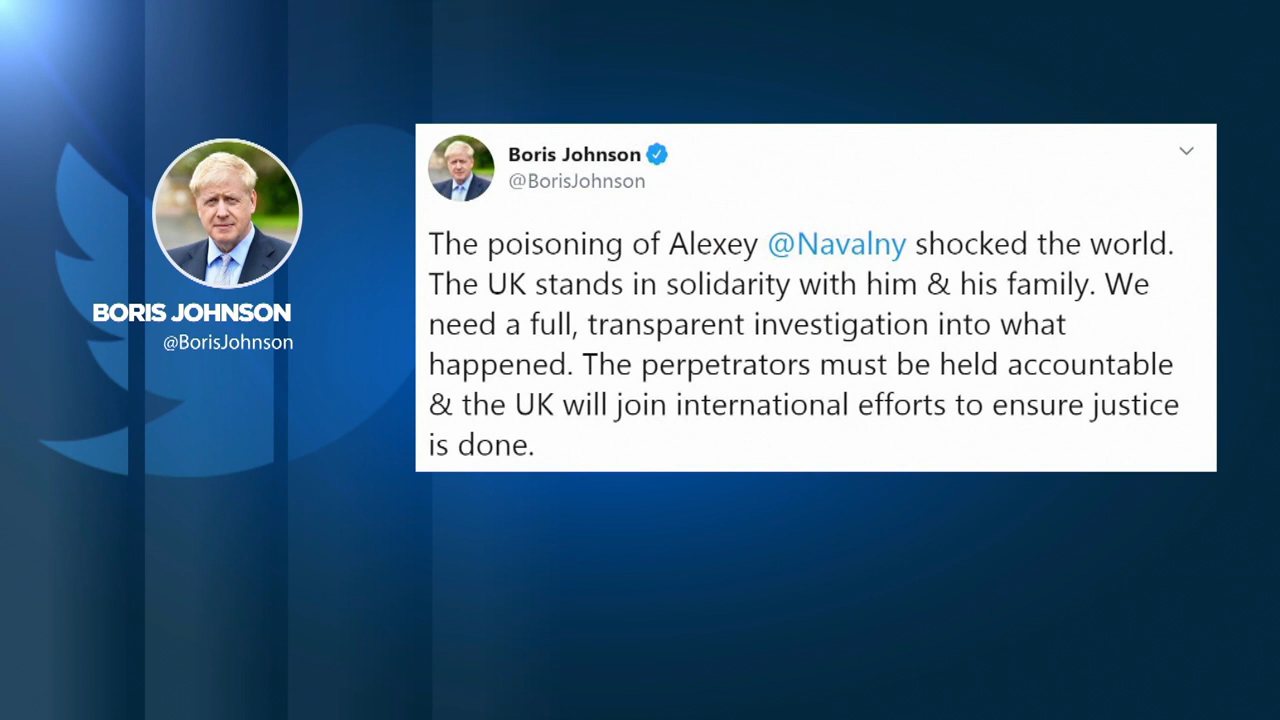 BORIS JOHNSON
@BorisJohnson
Boris Johnson
@BorisJohnson
The poisoning of Alexey @Navalny shocked the world.
The UK stands in solidarity with him & his family. We
need a full, transparent investigation into what
happened. The perpetrators must be held accountable
& the UK will join international efforts to ensure justice
is done.